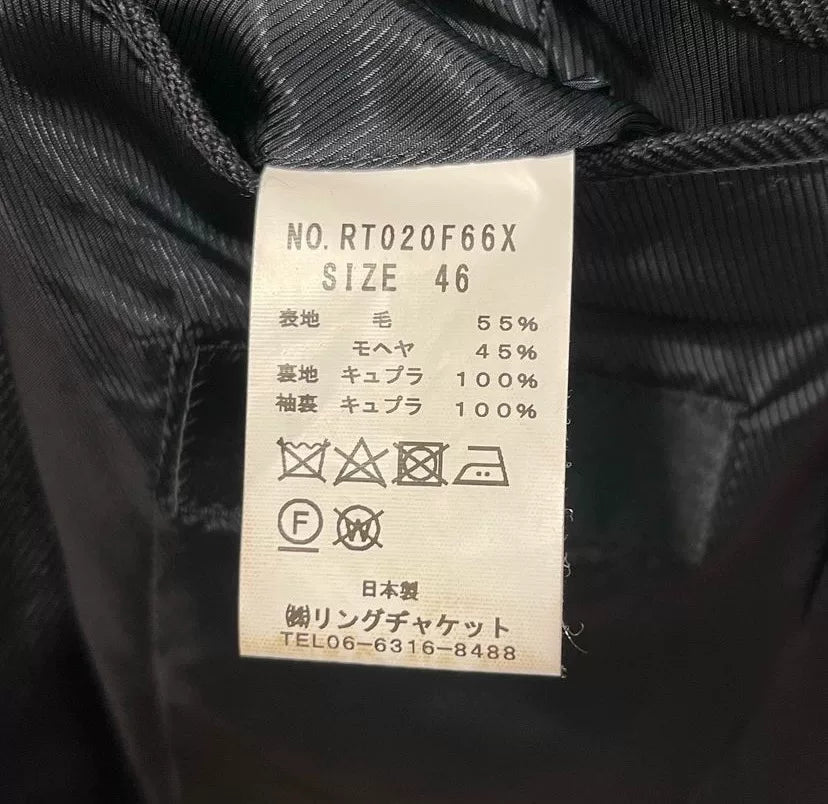 NO. RT020F66X
SIZE 46
表地 毛 55%
モヘヤ 45%
裏地 キュプラ 100%
袖裏 キュプラ 100%
F W
日本製
㈱リングヂャケット
TEL06-6316-8488